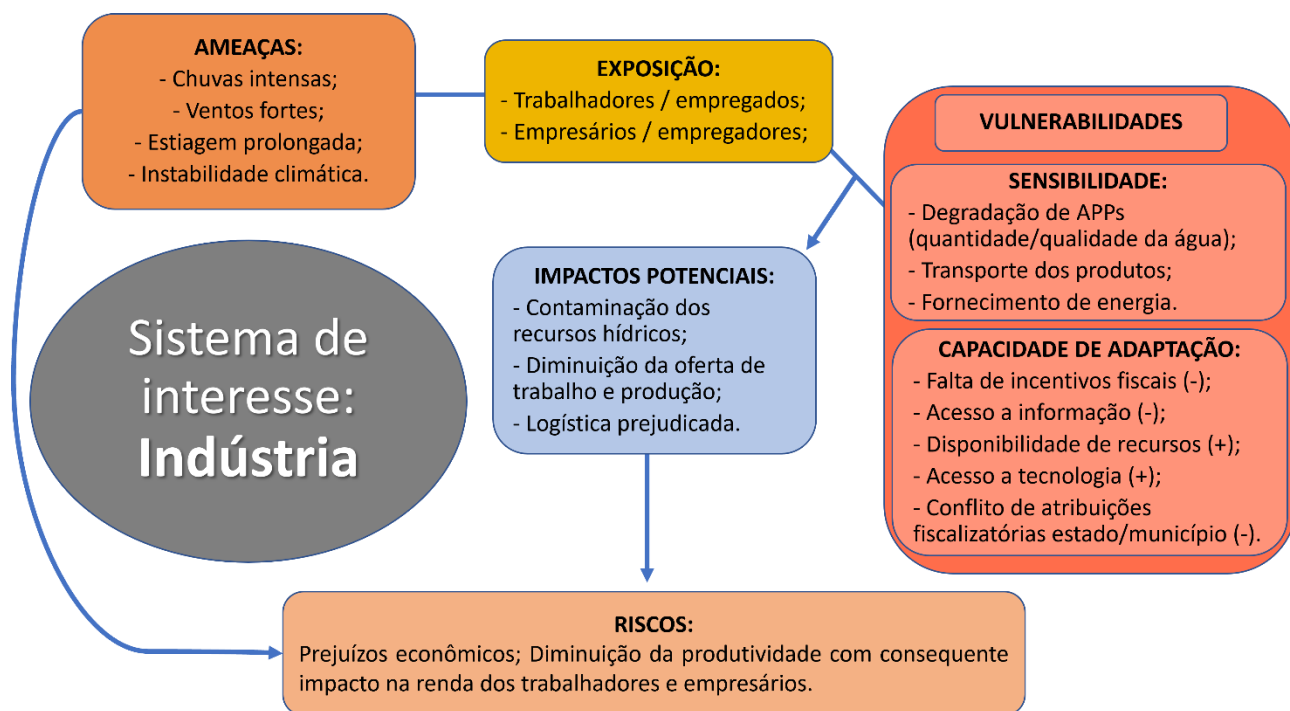 AMEAÇAS:
- Chuvas intensas;
- Ventos fortes;
- Estiagem prolongada;
- Instabilidade climática.
EXPOSIÇÃO:
- Trabalhadores / empregados;
- Empresários / empregadores;
VULNERABILIDADES
SENSIBILIDADE:
- Degradação de APPs
(quantidade/qualidade da água);
- Transporte dos produtos;
- Fornecimento de energia.
CAPACIDADE DE ADAPTAÇÃO:
- Falta de incentivos fiscais (-);
- Acesso a informação (-);
- Disponibilidade de recursos (+);
- Acesso a tecnologia (+);
- Conflito de atribuições
fiscalizatórias estado/município (-).
Sistema de
interesse:
Indústria
IMPACTOS POTENCIAIS:
- Contaminação dos
recursos hídricos;
- Diminuição da oferta de
trabalho e produção;
- Logística prejudicada.
RISCOS:
Prejuízos econômicos; Diminuição da produtividade com consequente
impacto na renda dos trabalhadores e empresários.